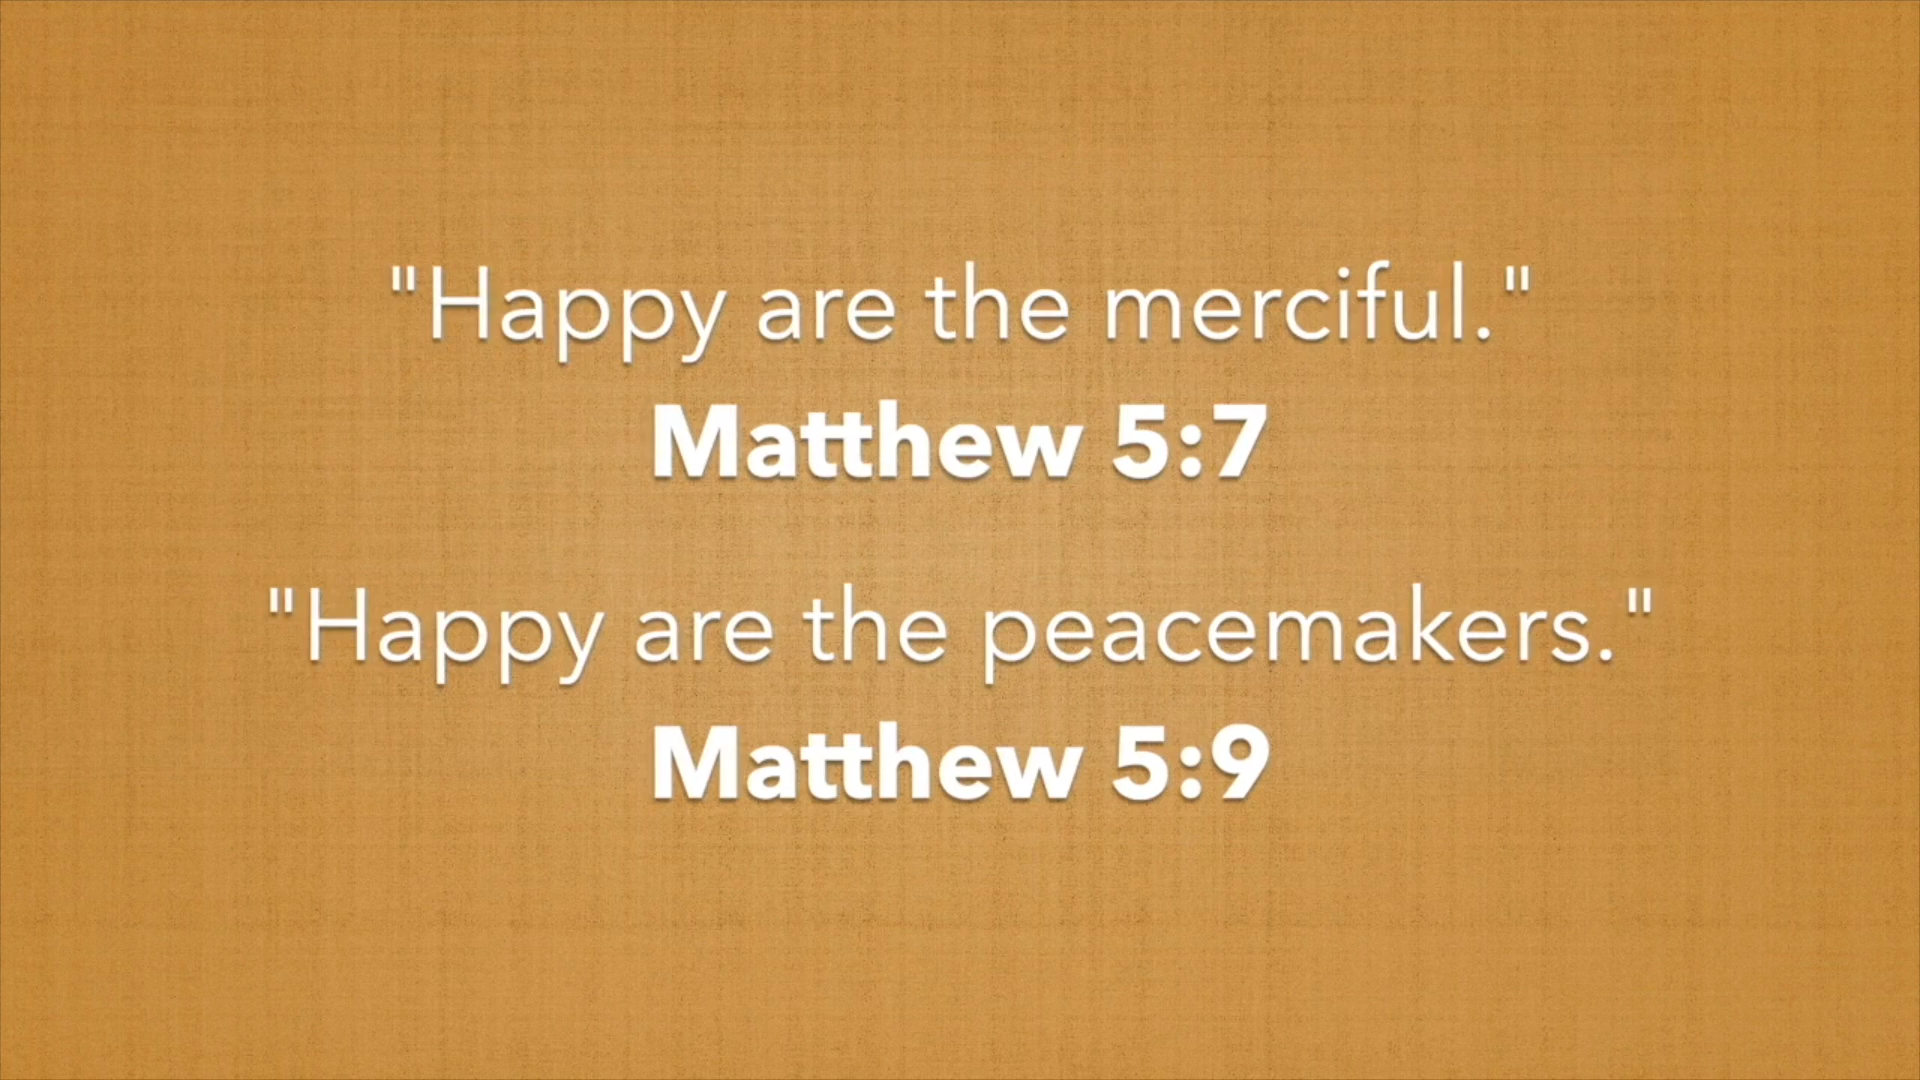 "Happy are the merciful."
Matthew 5:7
"Happy are the peacemakers."
Matthew 5:9